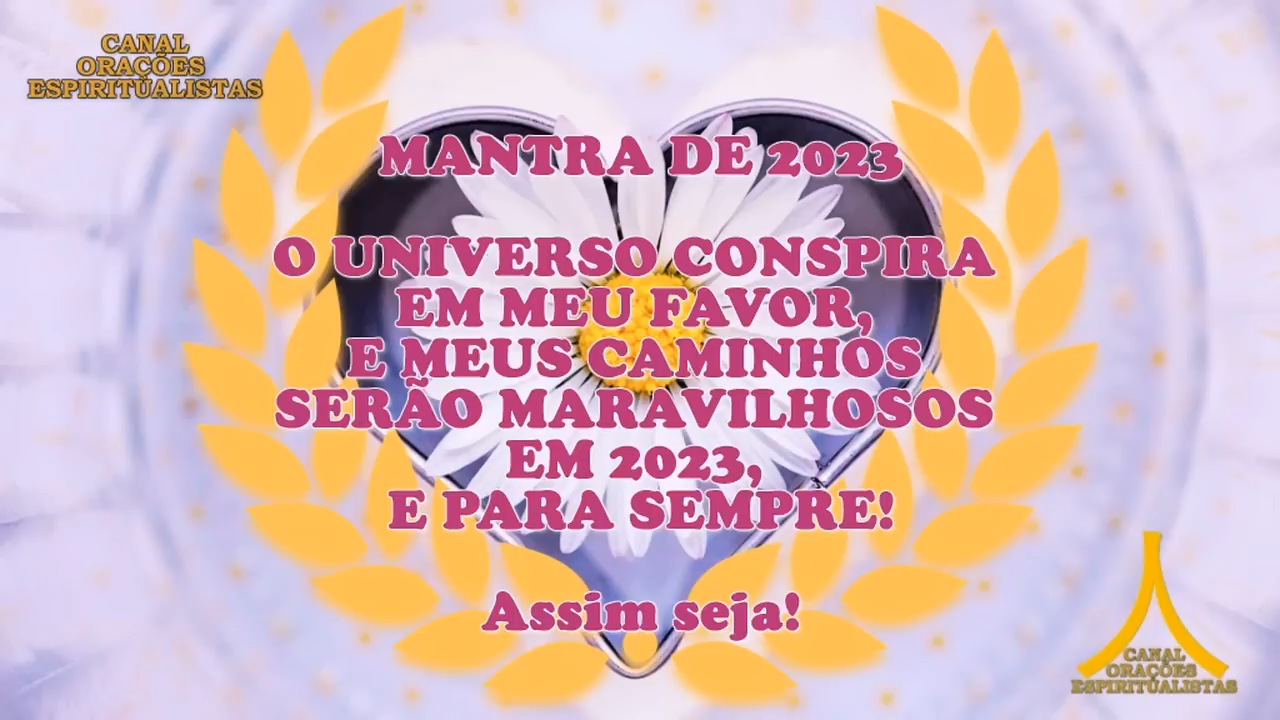 CANAL
ORAÇÕES
ESPIRITUALISTAS
MANTRA DE 2023
O UNIVERSO CONSPIRA
EM MEU FAVOR,
E MEUS CAMINHOS
SERÃO MARAVILHOSOS
EM 2023,
E PARA SEMPRE!
Assim seja!
CANAL
ORAÇÕES
ESPIRITUALISTAS